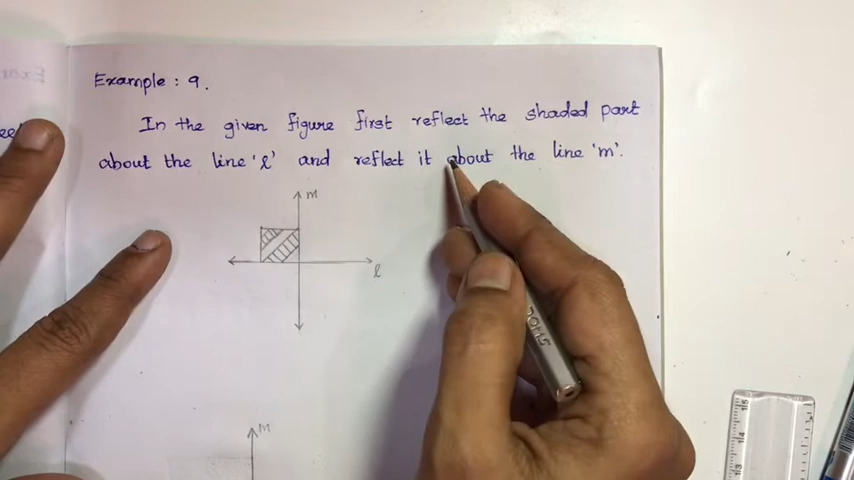 Example : 9.
In the given figure first reflect the shaded part
about the line 'l' and reflect it about the line 'm'.
m
l
M